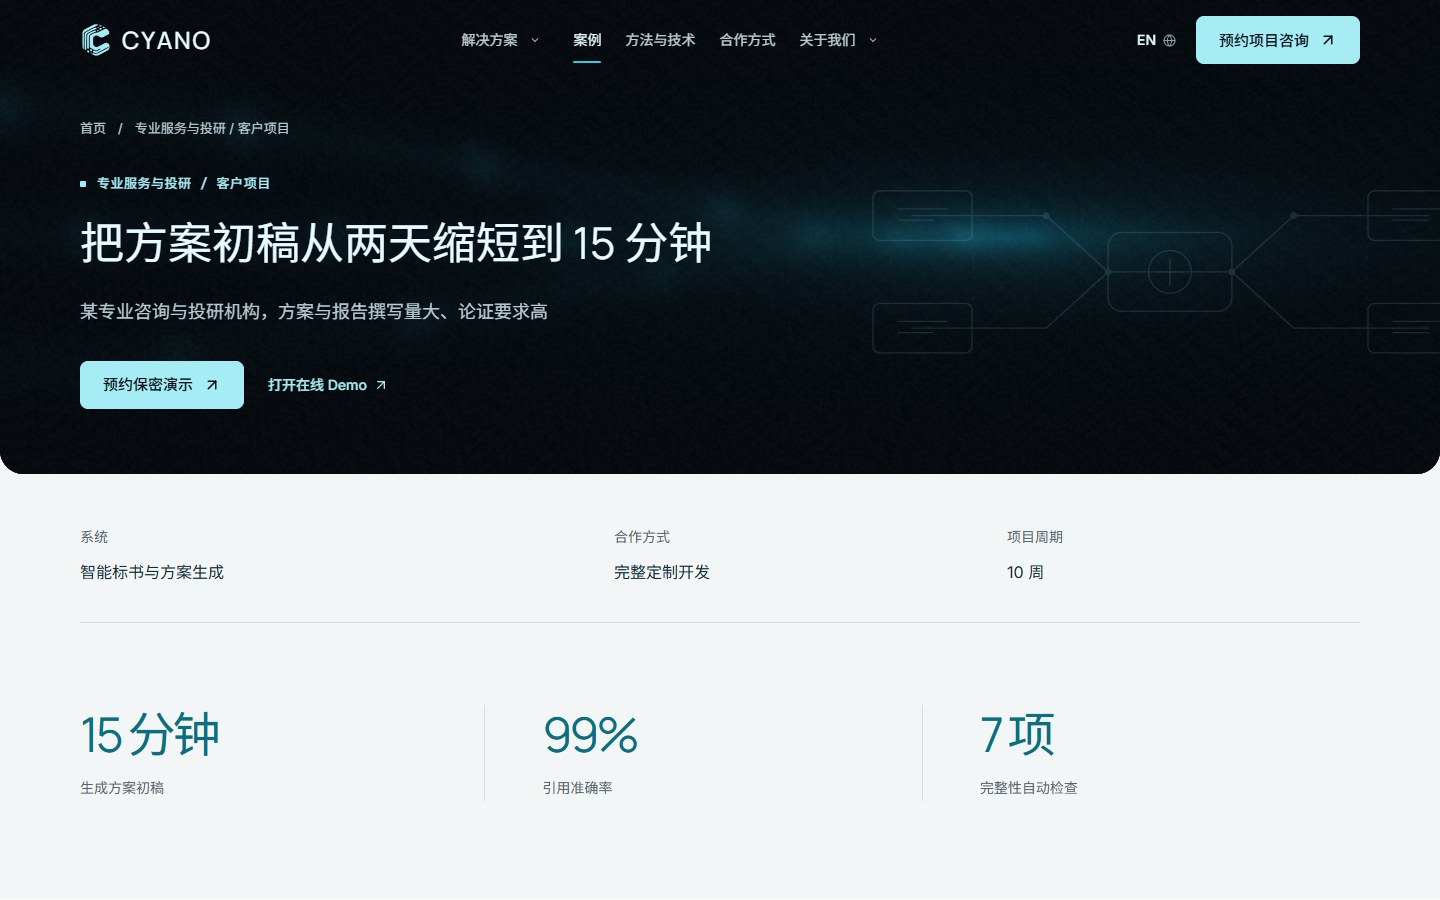 CYANO
解决方案
案例
方法与技术
合作方式
关于我们
EN
预约项目咨询
首页 / 专业服务与投研 / 客户项目
专业服务与投研 / 客户项目
把方案初稿从两天缩短到 15 分钟
某专业咨询与投研机构，方案与报告撰写量大、论证要求高
预约保密演示
打开在线 Demo
系统
智能标书与方案生成
合作方式
完整定制开发
项目周期
10 周
15 分钟
生成方案初稿
99%
引用准确率
7 项
完整性自动检查